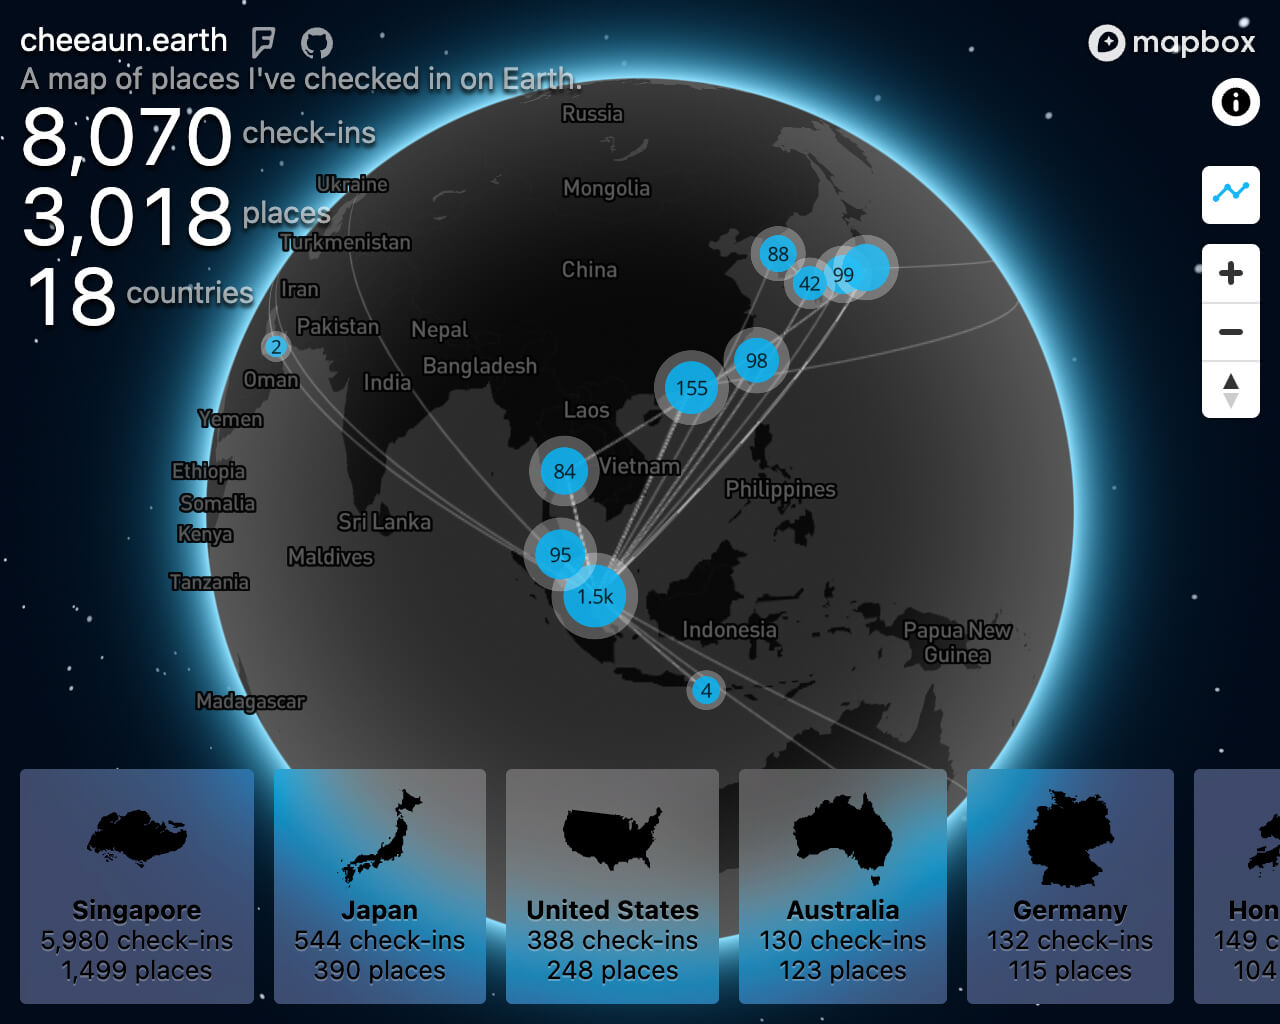 cheeaun.earth
mapbox
A map of places I've checked in on Earth.
8,070 check-ins
3,018 places
18 countries
Russia
Ukraine
Mongolia
Turkmenistan
China
Iran
Pakistan
Nepal
Bangladesh
Oman
India
Laos
Yemen
Vietnam
Ethiopia
Philippines
Somalia
Sri Lanka
Kenya
Maldives
Tanzania
Indonesia
Papua New
Guinea
Madagascar
88
42
99
2
98
155
84
95
1.5k
4
Singapore
5,980 check-ins
1,499 places
Japan
544 check-ins
390 places
United States
388 check-ins
248 places
Australia
130 check-ins
123 places
Germany
132 check-ins
115 places
Hon
149 c
104